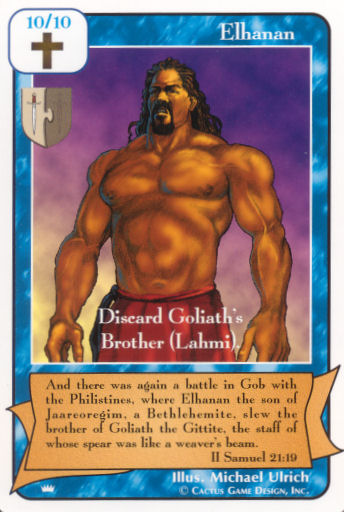 10/10
Elhanan
Discard Goliath's
Brother (Lahmi).
And there was again a battle in Gob with
the Philistines, where Elhanan the son of
Jaareoregim, a Bethlehemite, slew the
brother of Goliath the Gittite, the staff of
whose spear was like a weaver's beam.
II Samuel 21:19
Illus. Michael Ulrich
© Cactus Game Design, Inc.